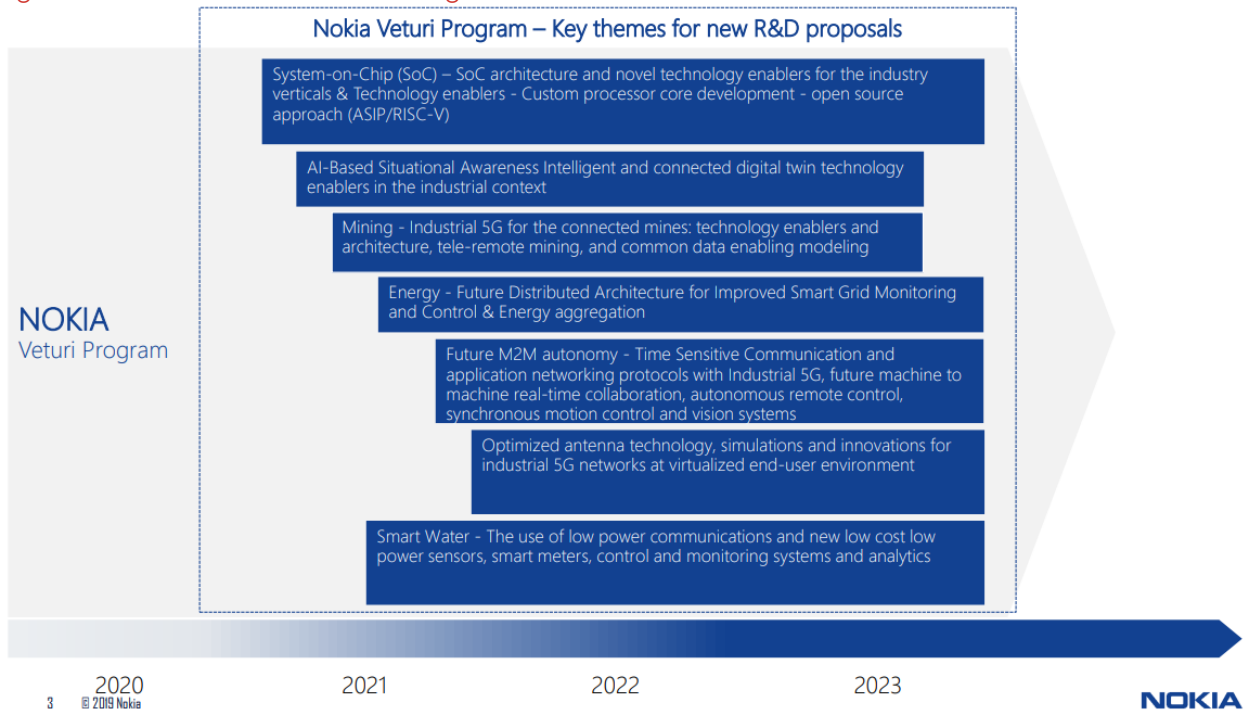 Nokia Veturi Program – Key themes for new R&D proposals
System-on-Chip (SoC) – SoC architecture and novel technology enablers for the industry
verticals & Technology enablers - Custom processor core development - open source
approach (ASIP/RISC-V)
AI-Based Situational Awareness Intelligent and connected digital twin technology
enablers in the industrial context
Mining - Industrial 5G for the connected mines: technology enablers and
architecture, tele-remote mining, and common data enabling modeling
Energy - Future Distributed Architecture for Improved Smart Grid Monitoring
and Control & Energy aggregation
NOKIA
Veturi Program
Future M2M autonomy - Time Sensitive Communication and
application networking protocols with Industrial 5G, future machine to
machine real-time collaboration, autonomous remote control,
synchronous motion control and vision systems
Optimized antenna technology, simulations and innovations for
industrial 5G networks at virtualized end-user environment
Smart Water - The use of low power communications and new low cost low
power sensors, smart meters, control and monitoring systems and analytics
2020 2021 2022 2023
3 © 2019 Nokia
NOKIA